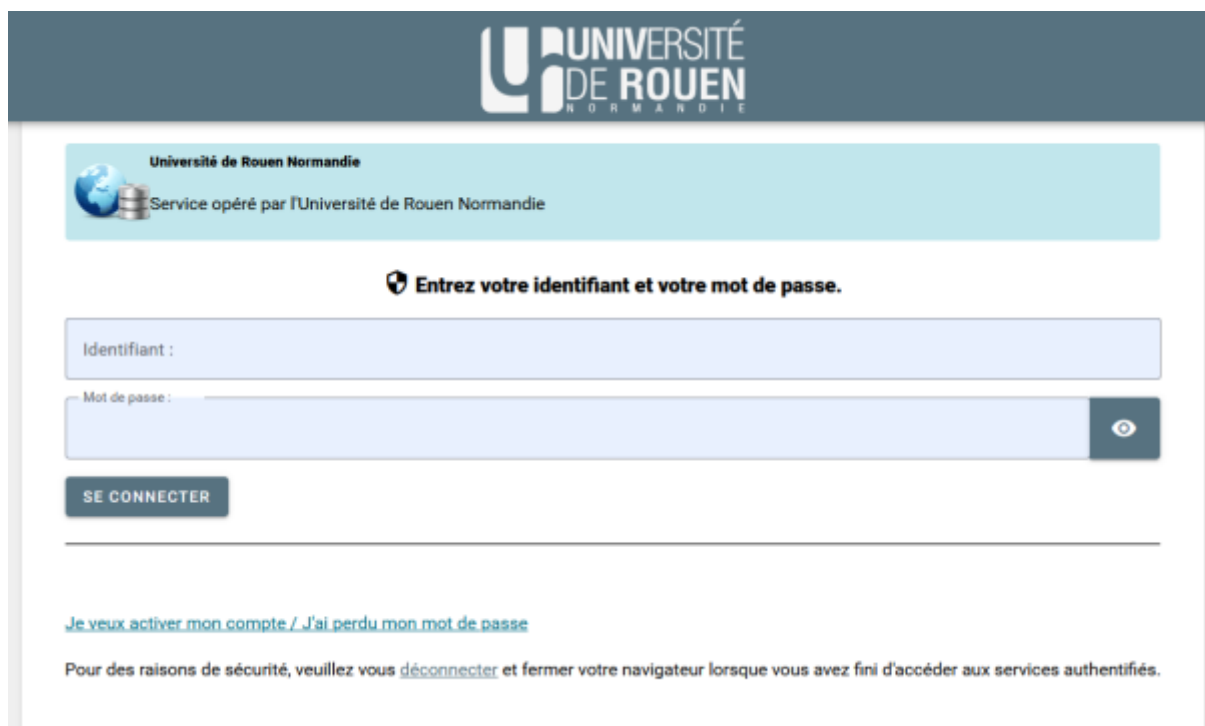 UNIVERSITÉ
DE ROUEN
NORMANDIE
Université de Rouen Normandie
Service opéré par l'Université de Rouen Normandie
Entrez votre identifiant et votre mot de passe.
Identifiant :
Mot de passe :
SE CONNECTER
Je veux activer mon compte / J'ai perdu mon mot de passe
Pour des raisons de sécurité, veuillez vous déconnecter et fermer votre navigateur lorsque vous avez fini d'accéder aux services authentifiés.